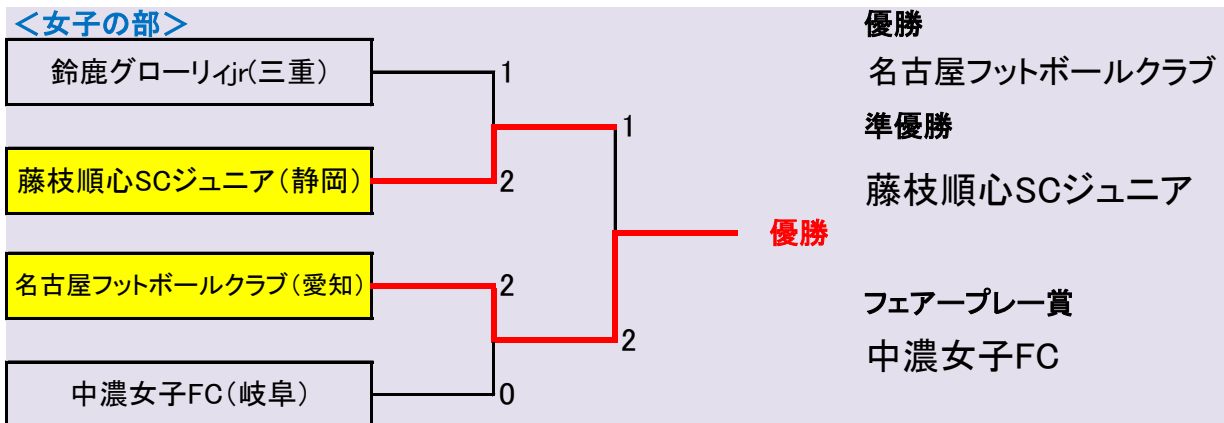 ＜女子の部＞
鈴鹿グローリィjr(三重)
1
藤枝順心SCジュニア(静岡)
2
1
名古屋フットボールクラブ(愛知)
2
2
中濃女子FC(岐阜)
0
優勝
優勝
名古屋フットボールクラブ
準優勝
藤枝順心SCジュニア
フェアープレー賞
中濃女子FC